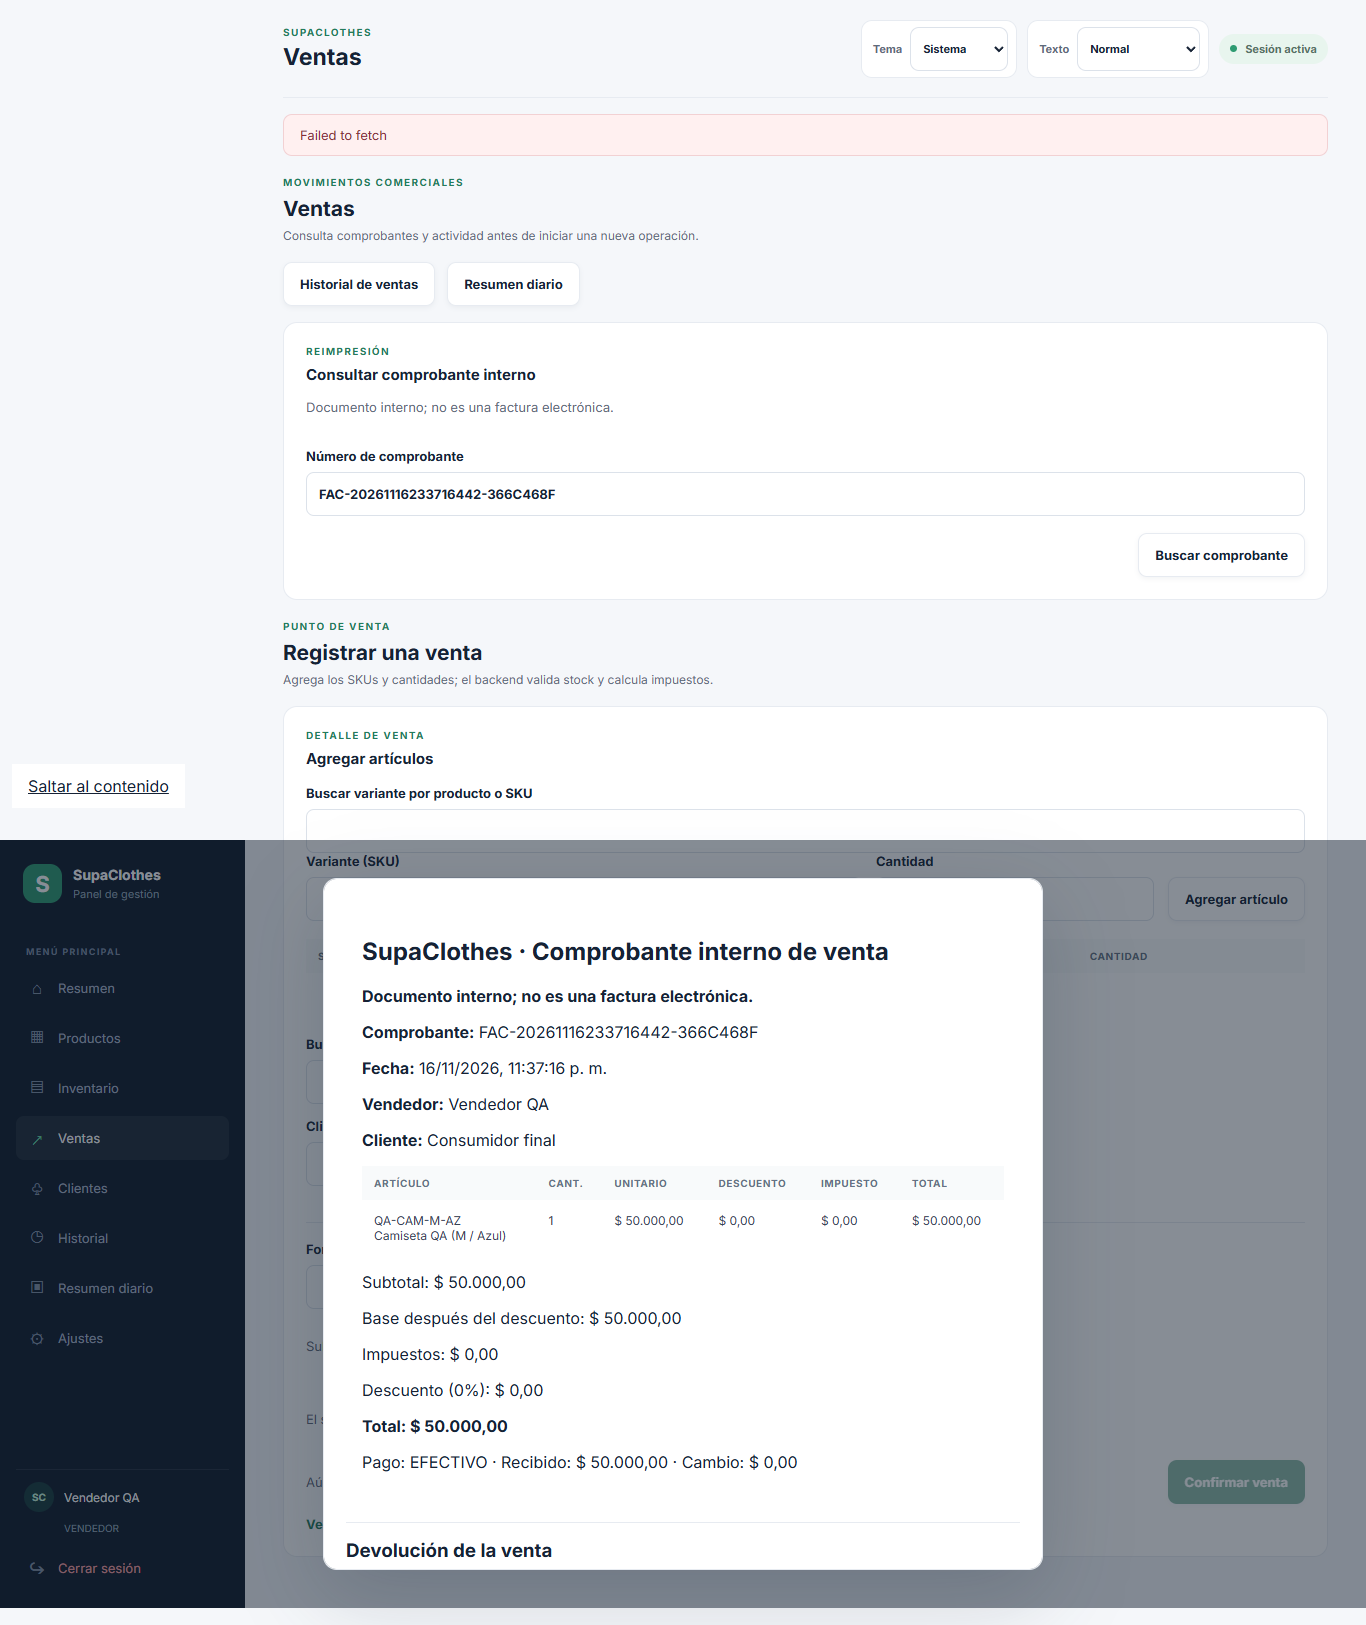 SUPACLOTHES
Ventas
Tema
Sistema
Texto
Normal
Sesión activa
Failed to fetch
MOVIMIENTOS COMERCIALES
Ventas
Consulta comprobantes y actividad antes de iniciar una nueva operación.
Historial de ventas
Resumen diario
REIMPRESIÓN
Consultar comprobante interno
Documento interno; no es una factura electrónica.
Número de comprobante
FAC-20261116233716442-366C468F
Buscar comprobante
PUNTO DE VENTA
Registrar una venta
Agrega los SKUs y cantidades; el backend valida stock y calcula impuestos.
DETALLE DE VENTA
Agregar artículos
Buscar variante por producto o SKU
Saltar al contenido
Variante (SKU)
Cantidad
Agregar artículo
CANTIDAD
S
SupaClothes
Panel de gestión
MENÚ PRINCIPAL
Resumen
Productos
Inventario
Ventas
Clientes
Historial
Resumen diario
Ajustes
SC
Vendedor QA
VENDEDOR
Cerrar sesión
S
Bu
Cli
For
Su
El s
Aú
Ve
Confirmar venta
SupaClothes · Comprobante interno de venta
Documento interno; no es una factura electrónica.
Comprobante: FAC-20261116233716442-366C468F
Fecha: 16/11/2026, 11:37:16 p. m.
Vendedor: Vendedor QA
Cliente: Consumidor final
ARTÍCULO CANT. UNITARIO DESCUENTO IMPUESTO TOTAL
QA-CAM-M-AZ 1 $ 50.000,00 $ 0,00 $ 0,00 $ 50.000,00
Camiseta QA (M / Azul)
Subtotal: $ 50.000,00
Base después del descuento: $ 50.000,00
Impuestos: $ 0,00
Descuento (0%): $ 0,00
Total: $ 50.000,00
Pago: EFECTIVO · Recibido: $ 50.000,00 · Cambio: $ 0,00
Devolución de la venta